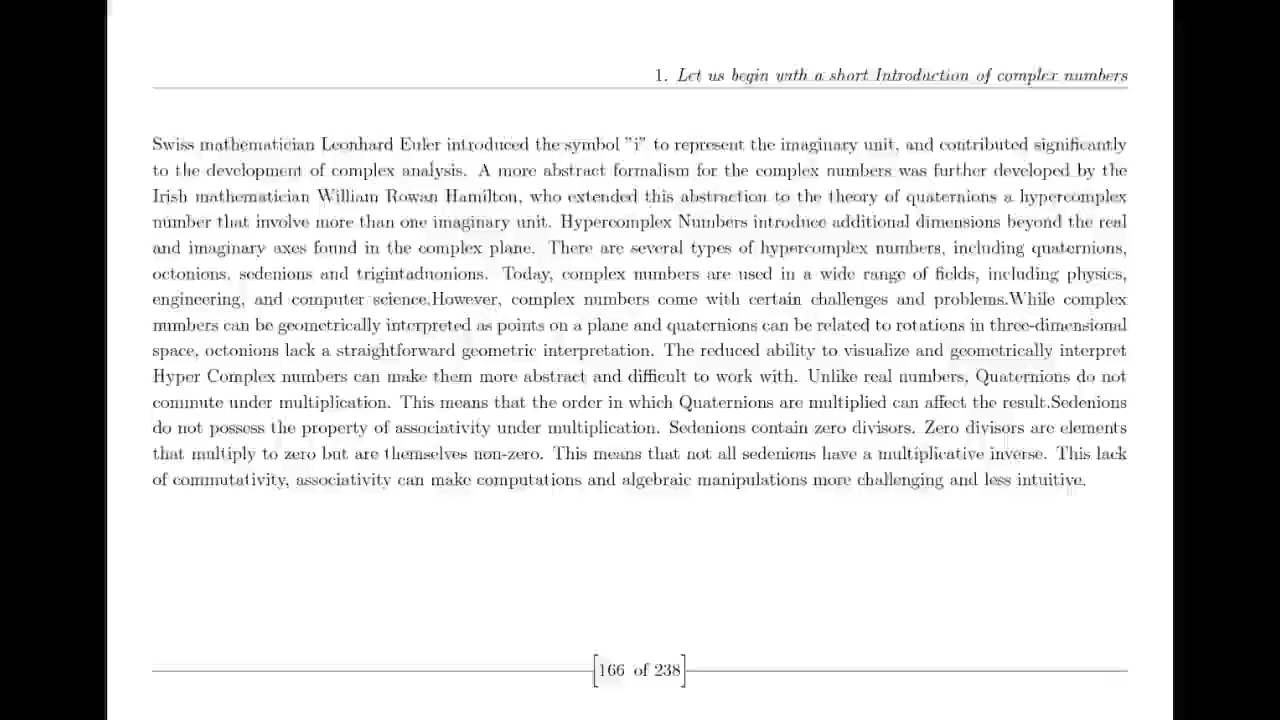 1. Let us begin with a short Introduction of complex numbers
Swiss mathematician Leonhard Euler introduced the symbol "i" to represent the imaginary unit, and contributed significantly
to the development of complex analysis. A more abstract formalism for the complex numbers was further developed by the
Irish mathematician William Rowan Hamilton, who extended this abstraction to the theory of quaternions a hypercomplex
number that involve more than one imaginary unit. Hypercomplex Numbers introduce additional dimensions beyond the real
and imaginary axes found in the complex plane. There are several types of hypercomplex numbers, including quaternions,
octonions, sedenions and trigintaduonions. Today, complex numbers are used in a wide range of fields, including physics,
engineering, and computer science.However, complex numbers come with certain challenges and problems.While complex
numbers can be geometrically interpreted as points on a plane and quaternions can be related to rotations in three-dimensional
space, octonions lack a straightforward geometric interpretation. The reduced ability to visualize and geometrically interpret
Hyper Complex numbers can make them more abstract and difficult to work with. Unlike real numbers, Quaternions do not
commute under multiplication. This means that the order in which Quaternions are multiplied can affect the result.Sedenions
do not possess the property of associativity under multiplication. Sedenions contain zero divisors. Zero divisors are elements
that multiply to zero but are themselves non-zero. This means that not all sedenions have a multiplicative inverse. This lack
of commutativity, associativity can make computations and algebraic manipulations more challenging and less intuitive.
166 of 238